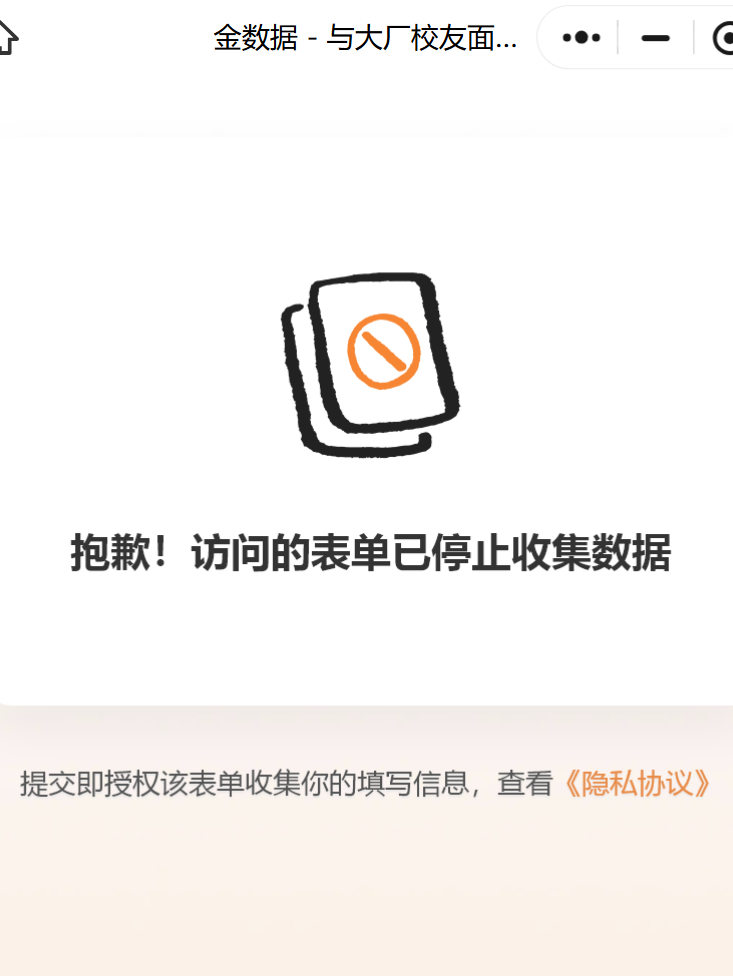 金数据 - 与大厂校友面...
抱歉！访问的表单已停止收集数据
提交即授权该表单收集你的填写信息，查看《隐私协议》